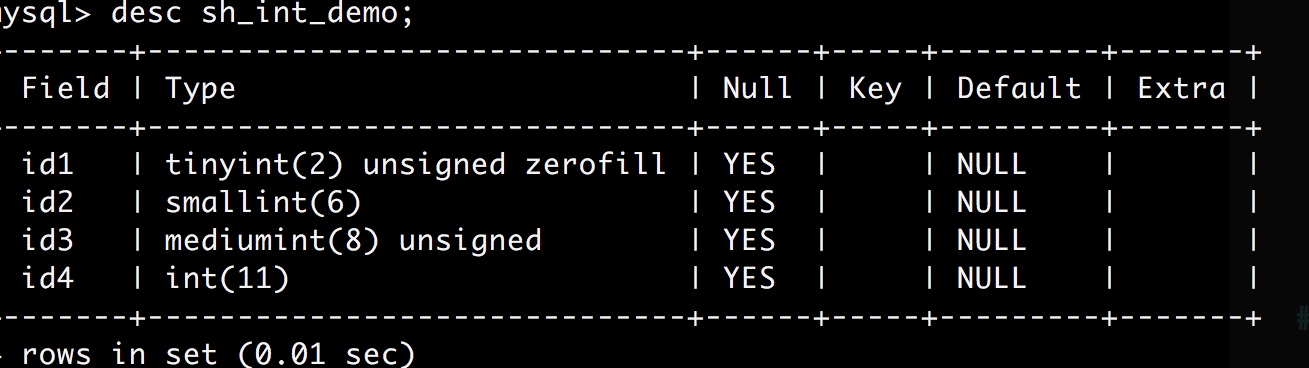 mysql> desc sh_int_demo;
-------+------------------------------+------+-----+---------+-------+
Field | Type | Null | Key | Default | Extra |
-------+------------------------------+------+-----+---------+-------+
id1 | tinyint(2) unsigned zerofill | YES | | NULL | |
id2 | smallint(6) | YES | | NULL | |
id3 | mediumint(8) unsigned | YES | | NULL | |
id4 | int(11) | YES | | NULL | |
-------+------------------------------+------+-----+---------+-------+
rows in set (0.01 sec)